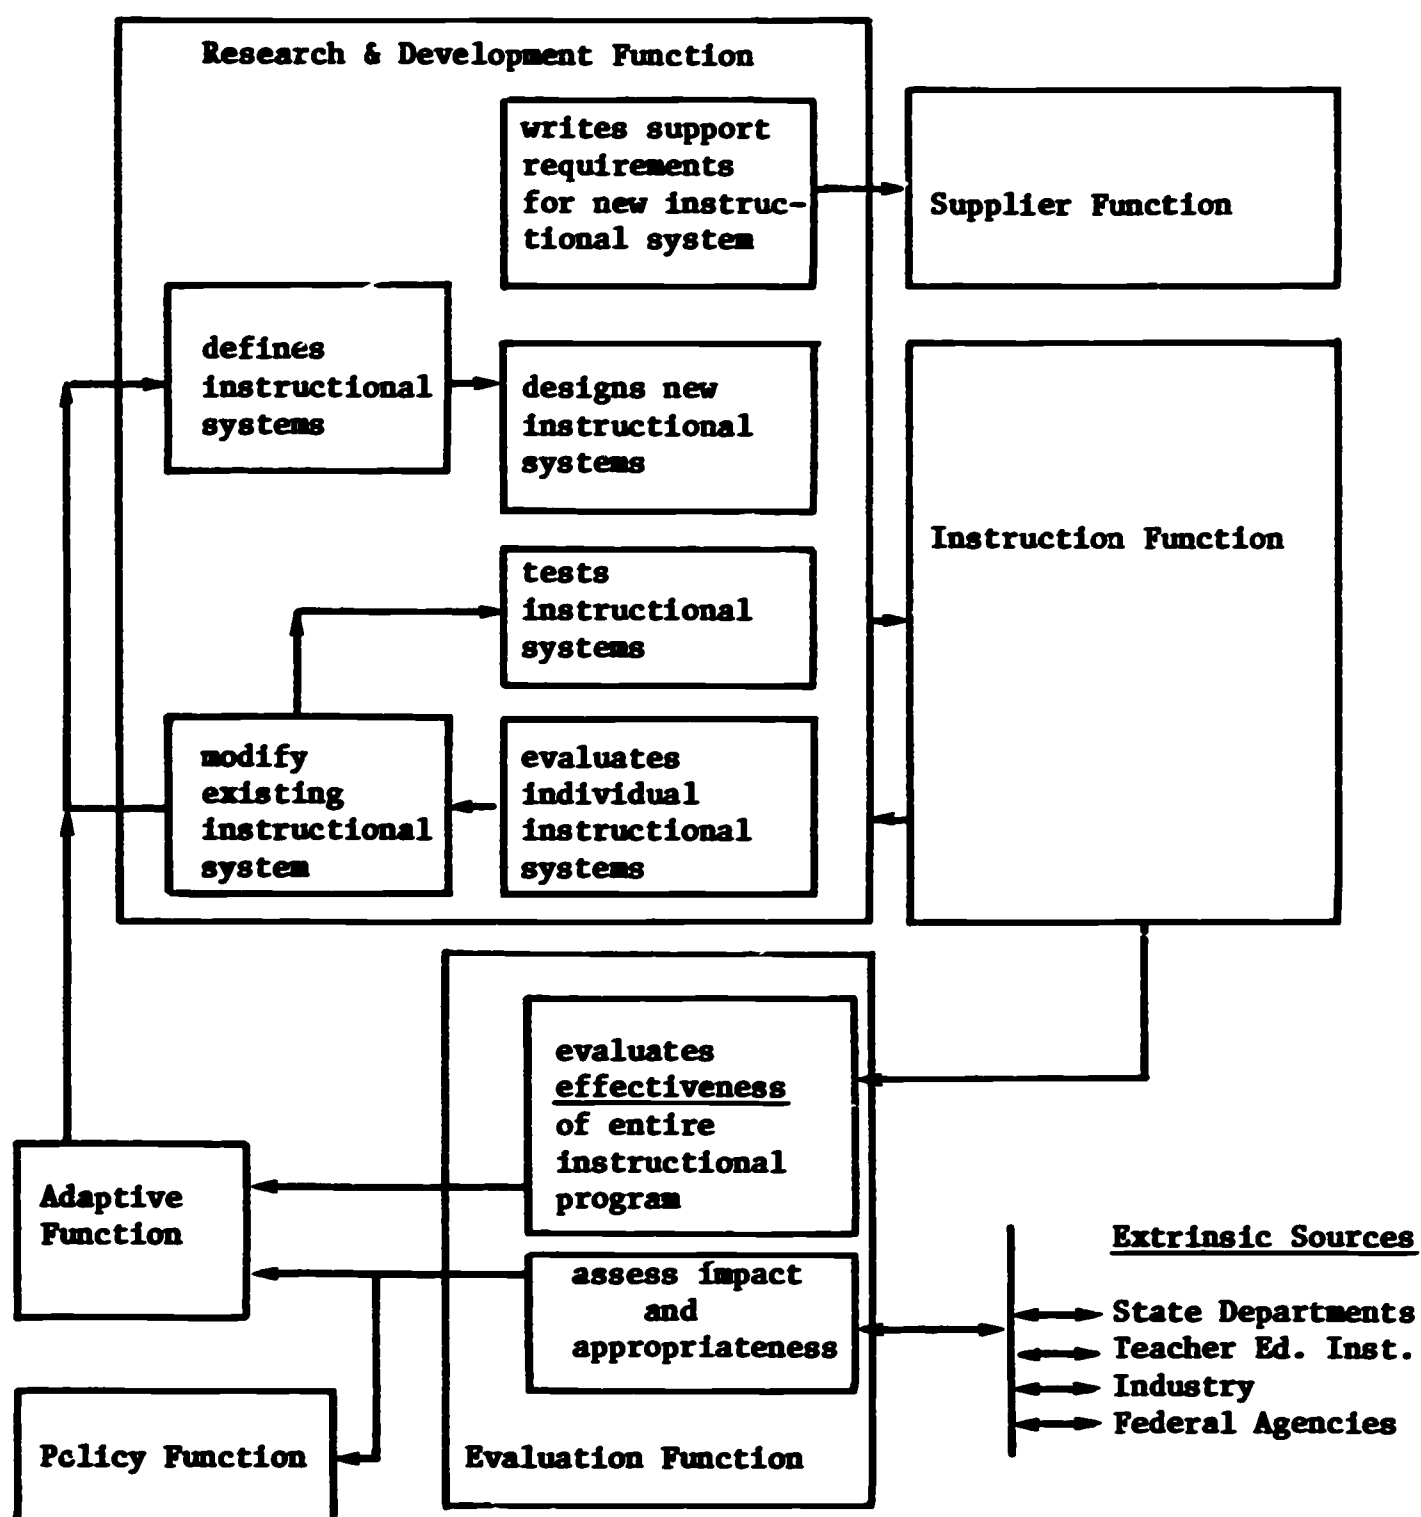 Research & Development Function
writes support
requirements
for new instruc-
tional system
Supplier Function
defines
instructional
systems
designs new
instructional
systems
Instruction Function
tests
instructional
systems
modify
existing
instructional
system
evaluates
individual
instructional
systems
evaluates
effectiveness
of entire
instructional
program
Adaptive
Function
assess impact
and
appropriateness
Extrinsic Sources
State Departments
Teacher Ed. Inst.
Industry
Federal Agencies
Policy Function
Evaluation Function